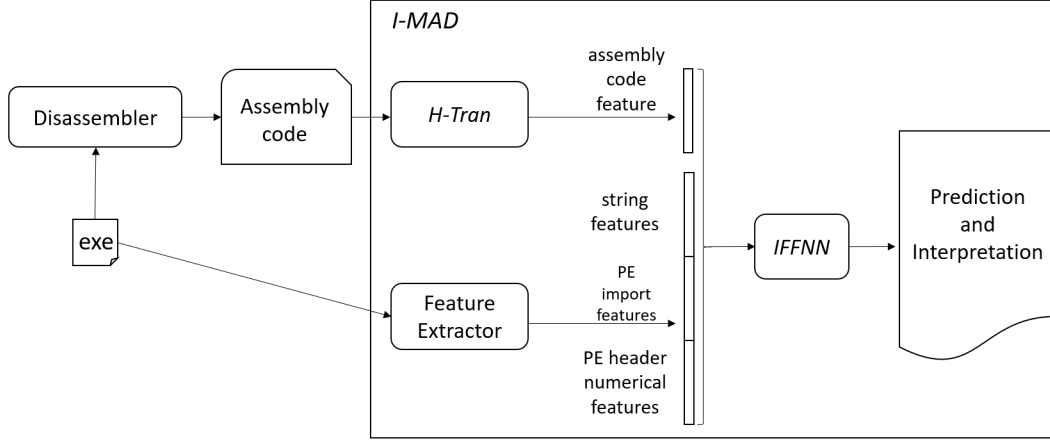 I-MAD
Disassembler
Assembly
code
H-Tran
assembly
code
feature
exe
string
features
Feature
Extractor
PE
import
features
PE header
numerical
features
IFFNN
Prediction
and
Interpretation